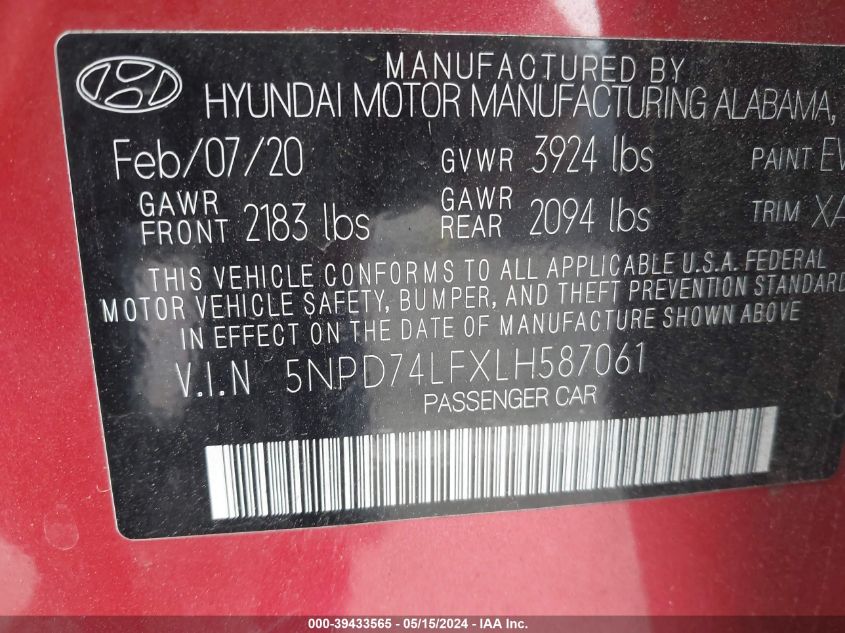 MANUFACTURED BY
HYUNDAI MOTOR MANUFACTURING ALABAMA,
Feb/07/20 GVWR 3924 lbs PAINT EV
GAWR FRONT 2183 lbs GAWR REAR 2094 lbs TRIM XA
THIS VEHICLE CONFORMS TO ALL APPLICABLE U.S.A. FEDERAL
MOTOR VEHICLE SAFETY, BUMPER, AND THEFT PREVENTION STANDARD
IN EFFECT ON THE DATE OF MANUFACTURE SHOWN ABOVE
V.I.N 5NPD74LFXLH587061
PASSENGER CAR
000-39433565 - 05/15/2024 - IAA Inc.